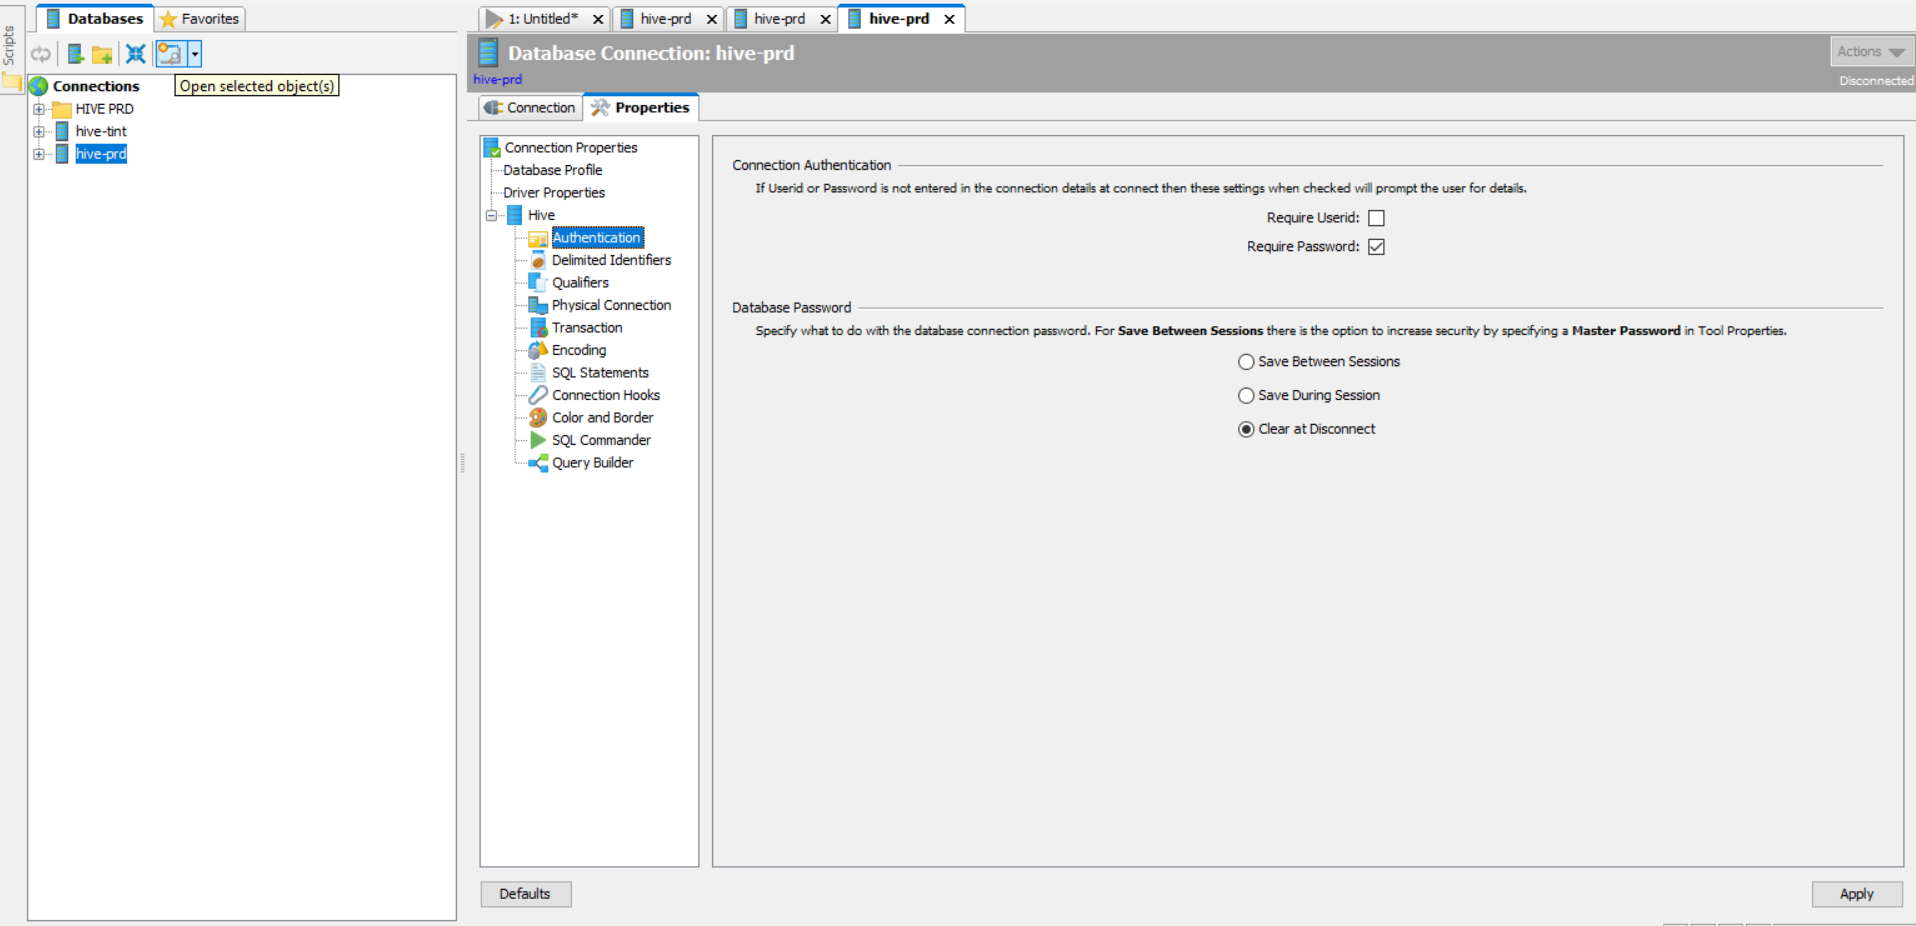 Scripts
Databases
Favorites
Open selected object(s)
Connections
HIVE PRD
hive-tint
hive-prd
1: Untitled*
hive-prd
hive-prd
hive-prd
Database Connection: hive-prd
hive-prd
Actions
Disconnected
Connection
Properties
Connection Properties
Database Profile
Driver Properties
Hive
Authentication
Delimited Identifiers
Qualifiers
Physical Connection
Transaction
Encoding
SQL Statements
Connection Hooks
Color and Border
SQL Commander
Query Builder
Connection Authentication
If Userid or Password is not entered in the connection details at connect then these settings when checked will prompt the user for details.
Require Userid:
Require Password:
Database Password
Specify what to do with the database connection password. For Save Between Sessions there is the option to increase security by specifying a Master Password in Tool Properties.
Save Between Sessions
Save During Session
Clear at Disconnect
Defaults
Apply